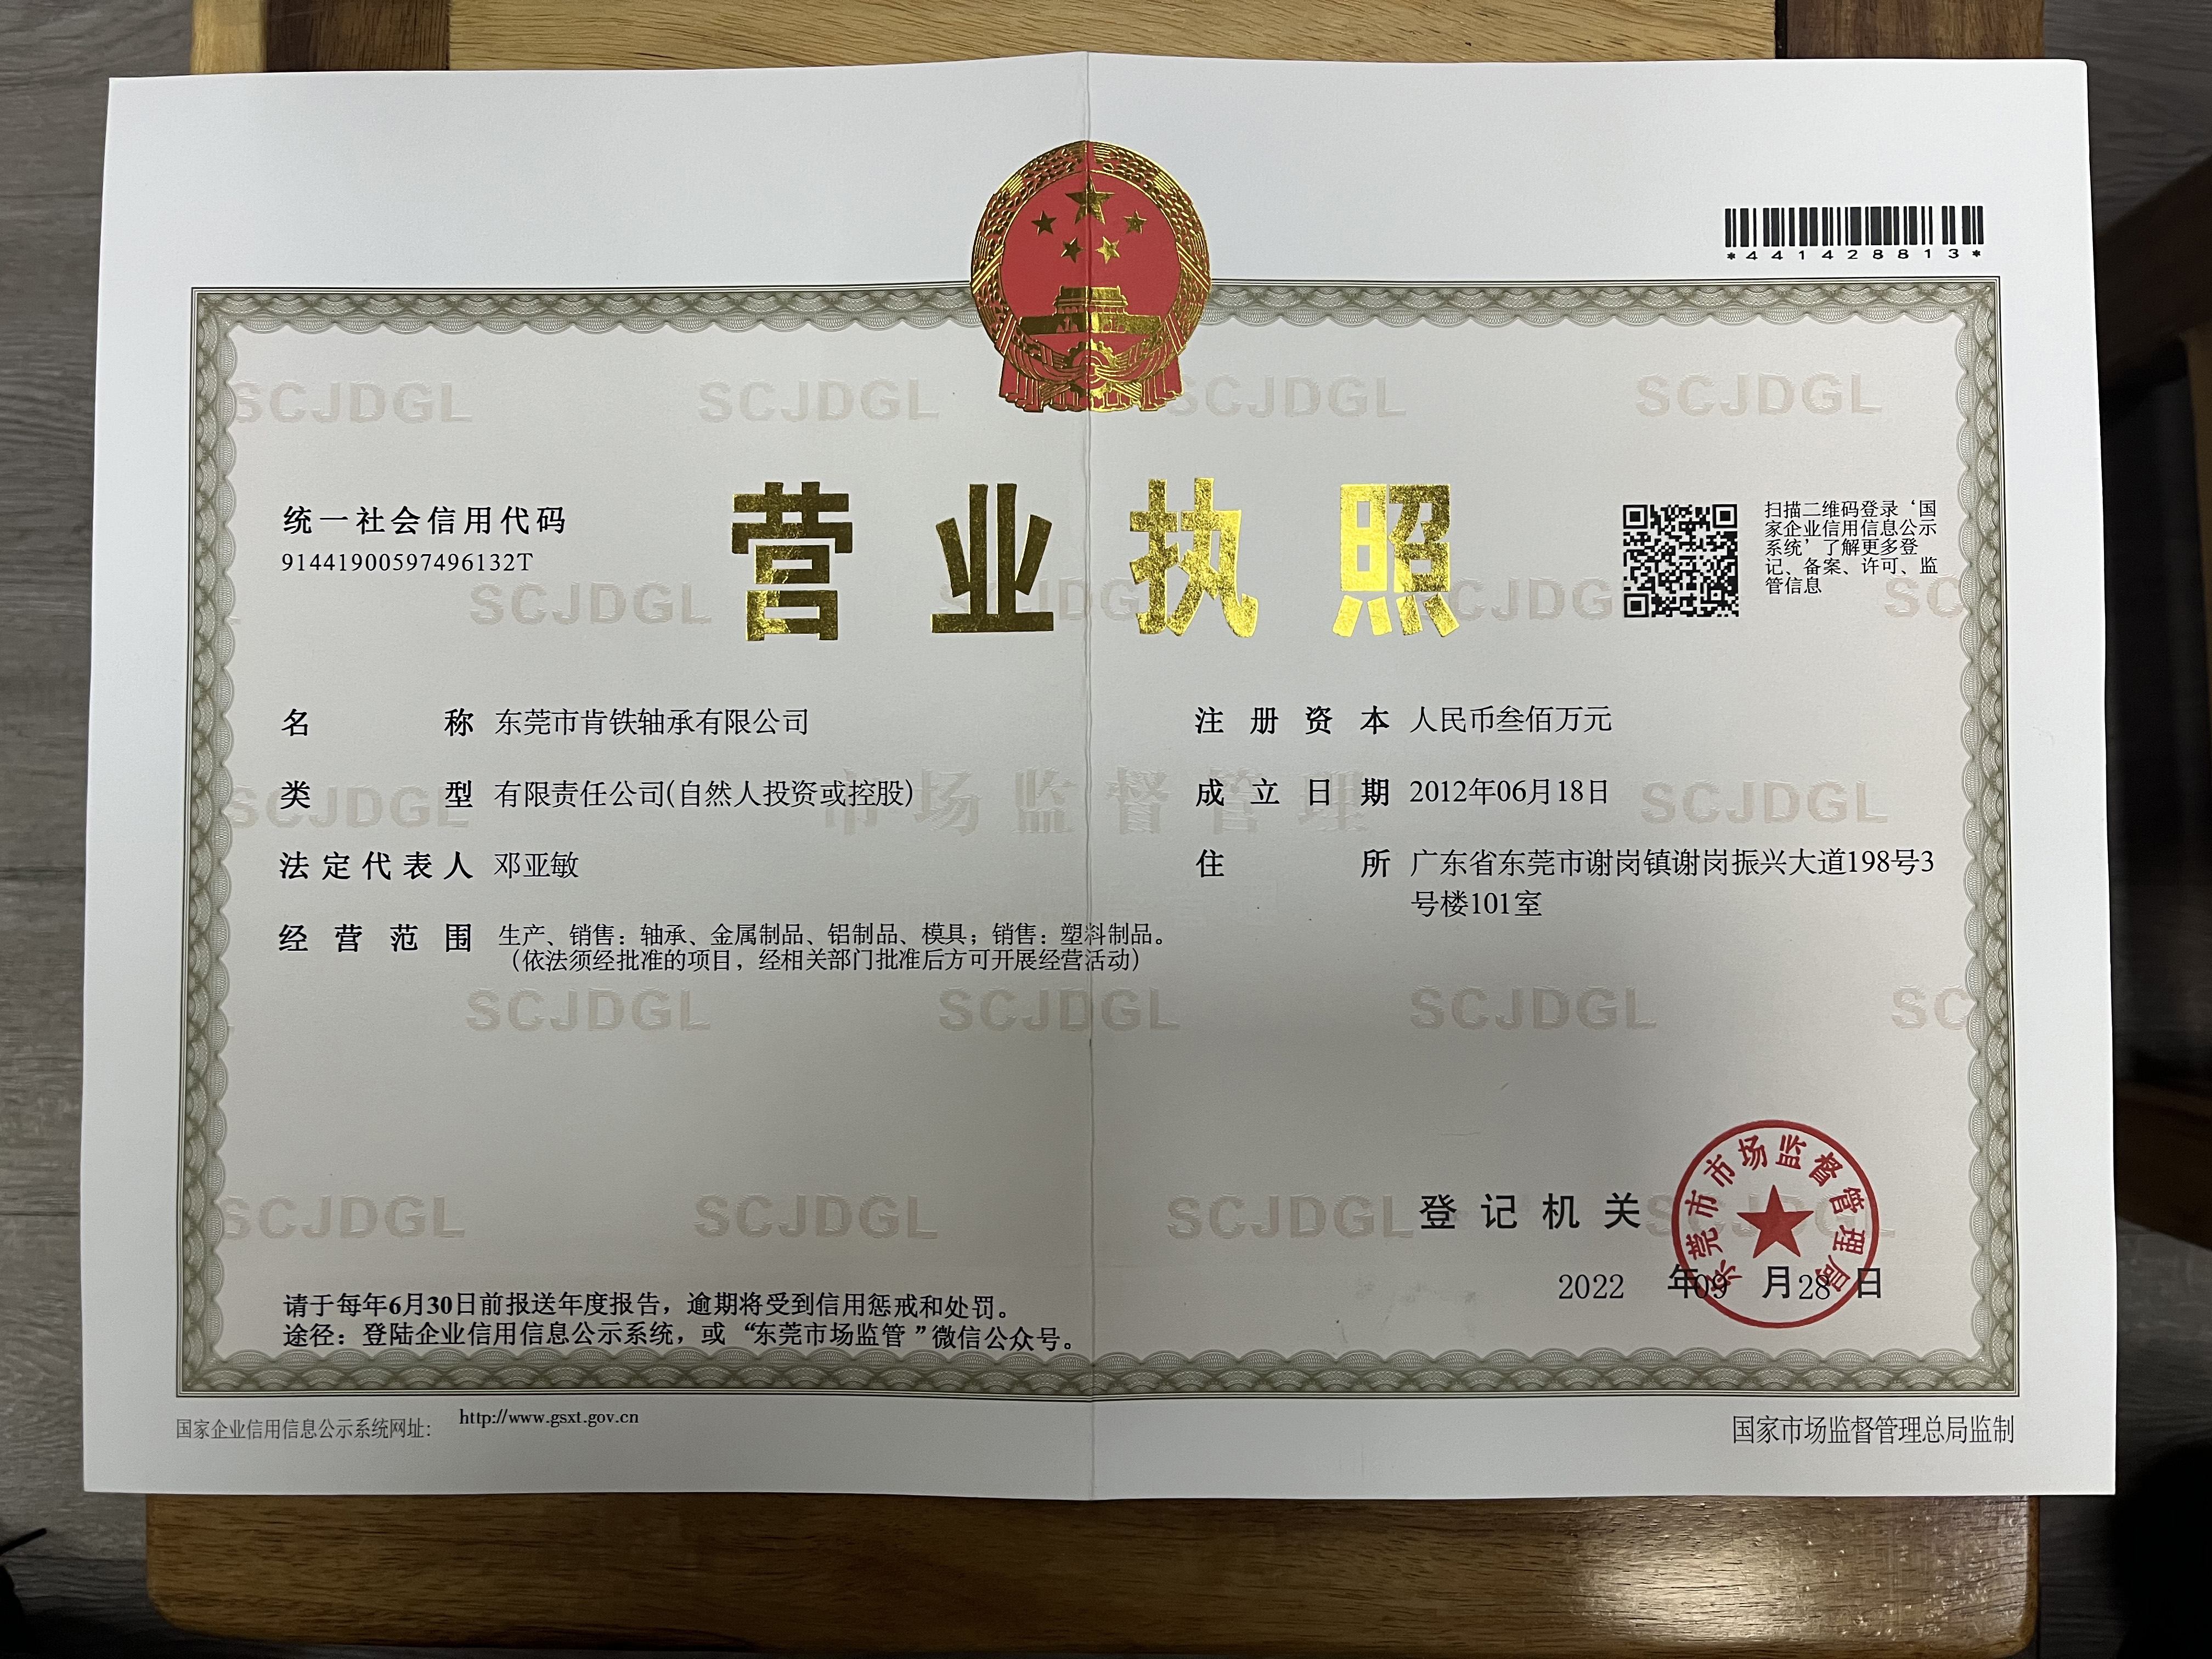 *441428813*
统一社会信用代码
91441900597496132T
营业执照
扫描二维码登录‘国
家企业信用信息公示
系统’了解更多登
记、备案、许可、监
管信息
名称 东莞市肯铁轴承有限公司
注册资本 人民币叁佰万元
类型 有限责任公司(自然人投资或控股)
成立日期 2012年06月18日
法定代表人 邓亚敏
住所 广东省东莞市谢岗镇谢岗振兴大道198号3
号楼101室
经营范围 生产、销售：轴承、金属制品、铝制品、模具；销售：塑料制品。
（依法须经批准的项目，经相关部门批准后方可开展经营活动）
市场监督管理
SCJDGL
登记机关
东莞市市场监督管理局
2022 年09 月28 日
请于每年6月30日前报送年度报告，逾期将受到信用惩戒和处罚。
途径：登陆企业信用信息公示系统，或“东莞市场监管”微信公众号。
国家企业信用信息公示系统网址： http://www.gsxt.gov.cn
国家市场监督管理总局监制